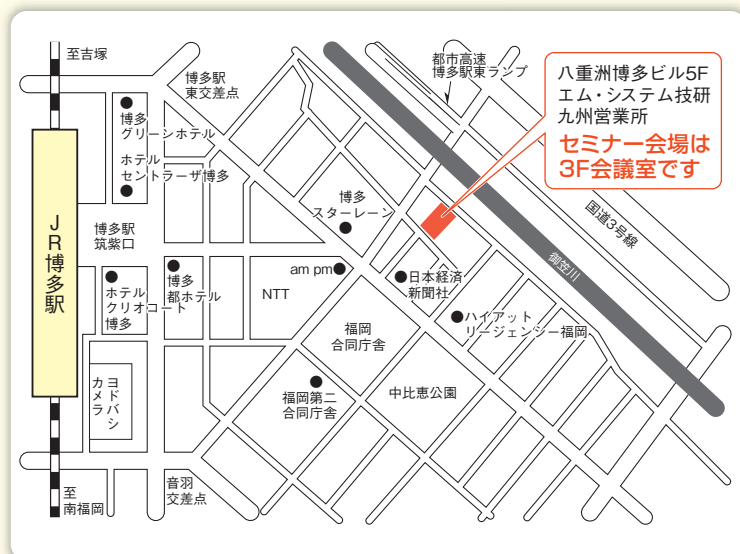 至吉塚
博多駅
東交差点
都市高速
博多駅東ランプ
八重洲博多ビル5F
エム・システム技研
九州営業所
セミナー会場は
3F会議室です
博多
グリーンホテル
ホテル
セントラーザ博多
博多
スターレーン
国道3号線
御笠川
JR博多駅
博多駅
筑紫口
am pm
日本経済
新聞社
ホテル
クリオコート
博多
博多
都ホテル
NTT
ハイアット
リージェンシー福岡
福岡
合同庁舎
ヨドバシ
カメラ
福岡第二
合同庁舎
中比恵公園
至
南福岡
音羽
交差点